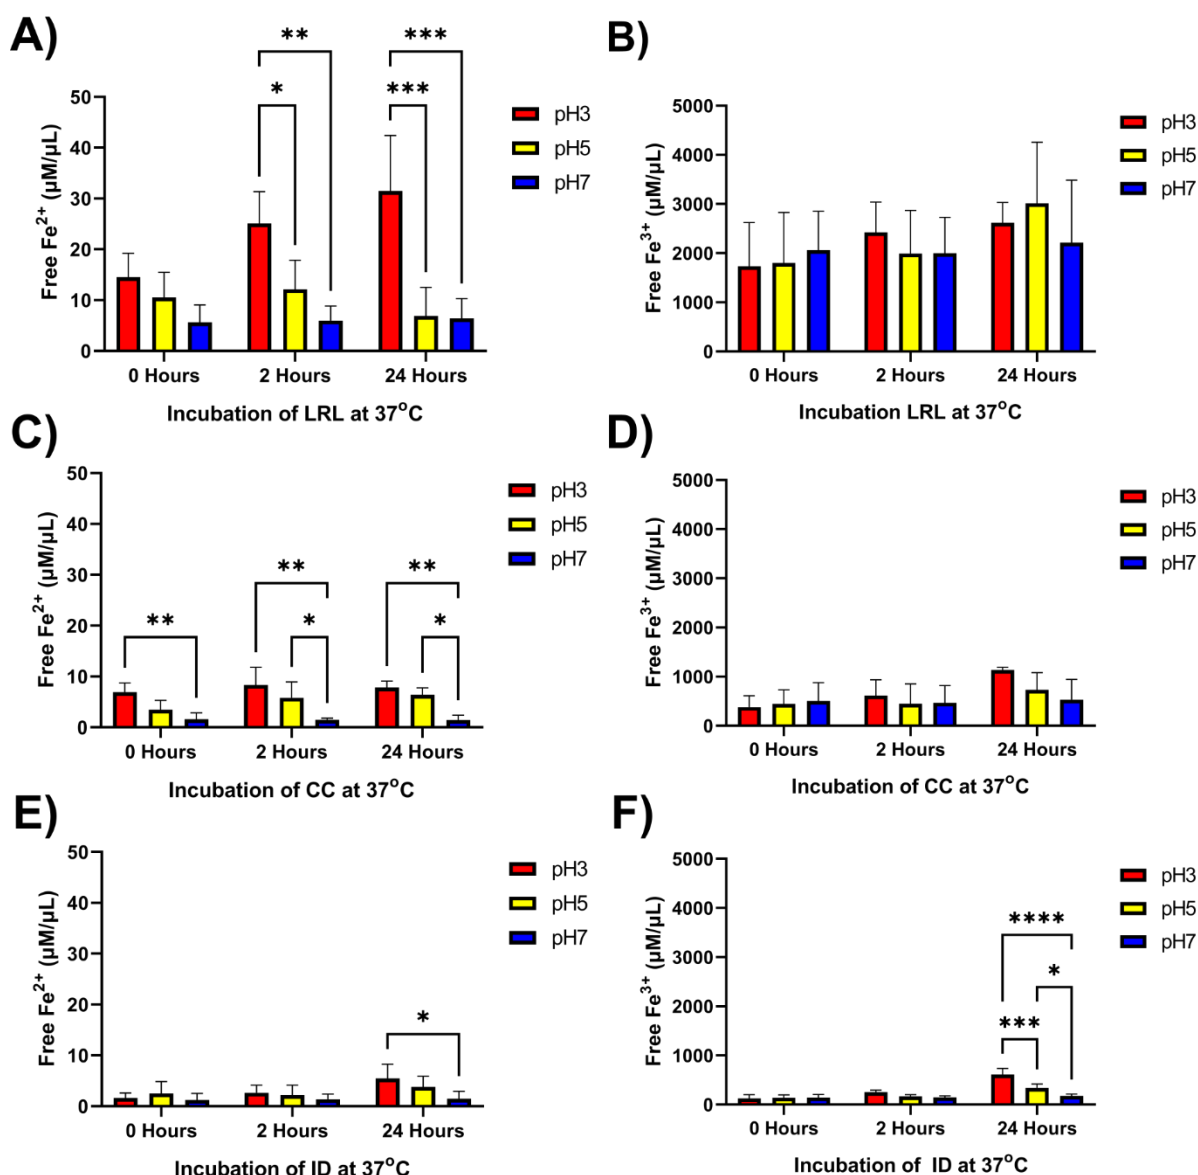 A)
** ***
* ***
50
40
30
20
10
0
Free Fe2+ (µM/µL)
pH3
pH5
pH7
0 Hours 2 Hours 24 Hours
Incubation of LRL at 37oC
B)
5000
4000
3000
2000
1000
0
Free Fe3+ (µM/µL)
pH3
pH5
pH7
0 Hours 2 Hours 24 Hours
Incubation LRL at 37oC
C)
50
40
30
20
10
0
Free Fe2+ (µM/µL)
** **
** * *
pH3
pH5
pH7
0 Hours 2 Hours 24 Hours
Incubation of CC at 37oC
D)
5000
4000
3000
2000
1000
0
Free Fe3+ (µM/µL)
pH3
pH5
pH7
0 Hours 2 Hours 24 Hours
Incubation of CC at 37oC
E)
50
40
30
20
10
0
Free Fe2+ (µM/µL)
*
pH3
pH5
pH7
0 Hours 2 Hours 24 Hours
Incubation of ID at 37oC
F)
5000
4000
3000
2000
1000
0
Free Fe3+ (µM/µL)
****
*
***
pH3
pH5
pH7
0 Hours 2 Hours 24 Hours
Incubation of ID at 37oC